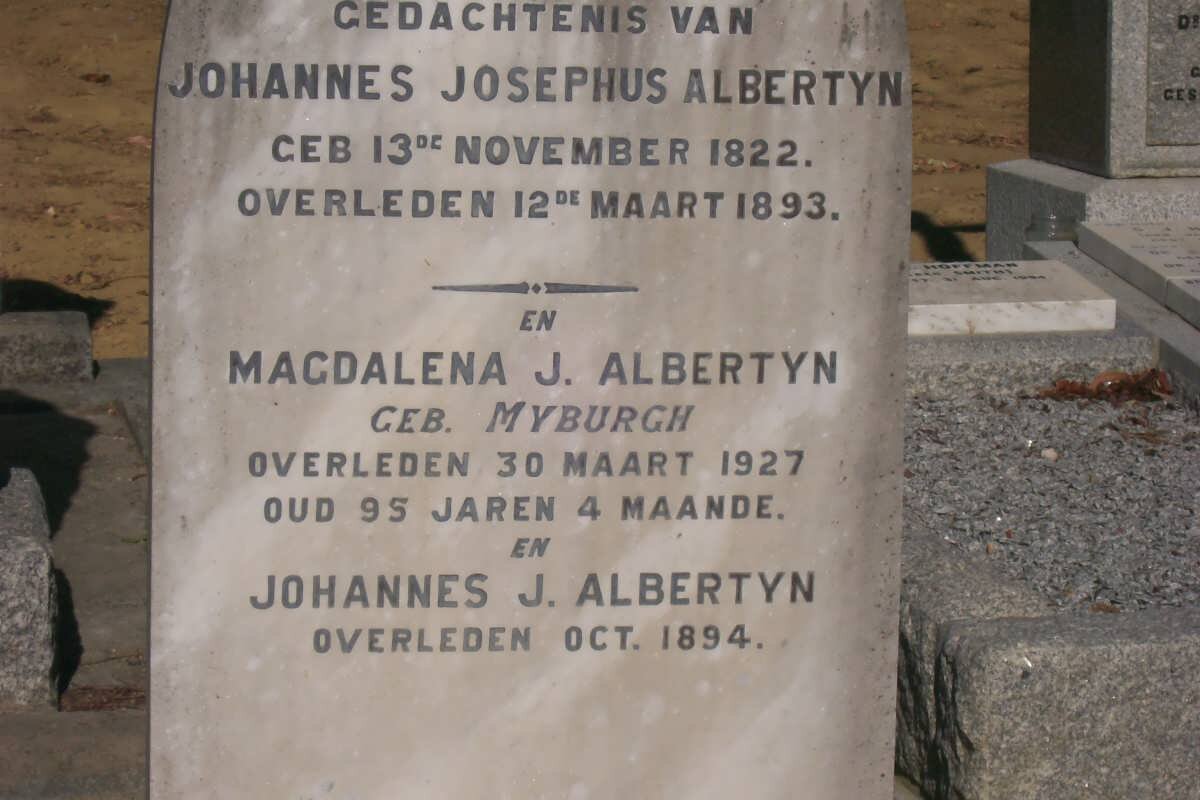 GEDACHTENIS VAN
JOHANNES JOSEPHUS ALBERTYN
GEB 13DE NOVEMBER 1822.
OVERLEDEN 12DE MAART 1893.
EN
MAGDALENA J. ALBERTYN
GEB. MYBURGH
OVERLEDEN 30 MAART 1927
OUD 95 JAREN 4 MAANDE.
EN
JOHANNES J. ALBERTYN
OVERLEDEN OCT. 1894.
HOFFMAN